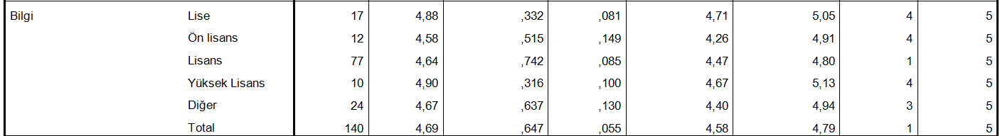 Bilgi Lise 17 4,88 ,332 ,081 4,71 5,05 4 5
Ön lisans 12 4,58 ,515 ,149 4,26 4,91 4 5
Lisans 77 4,64 ,742 ,085 4,47 4,80 1 5
Yüksek Lisans 10 4,90 ,316 ,100 4,67 5,13 4 5
Diğer 24 4,67 ,637 ,130 4,40 4,94 3 5
Total 140 4,69 ,647 ,055 4,58 4,79 1 5